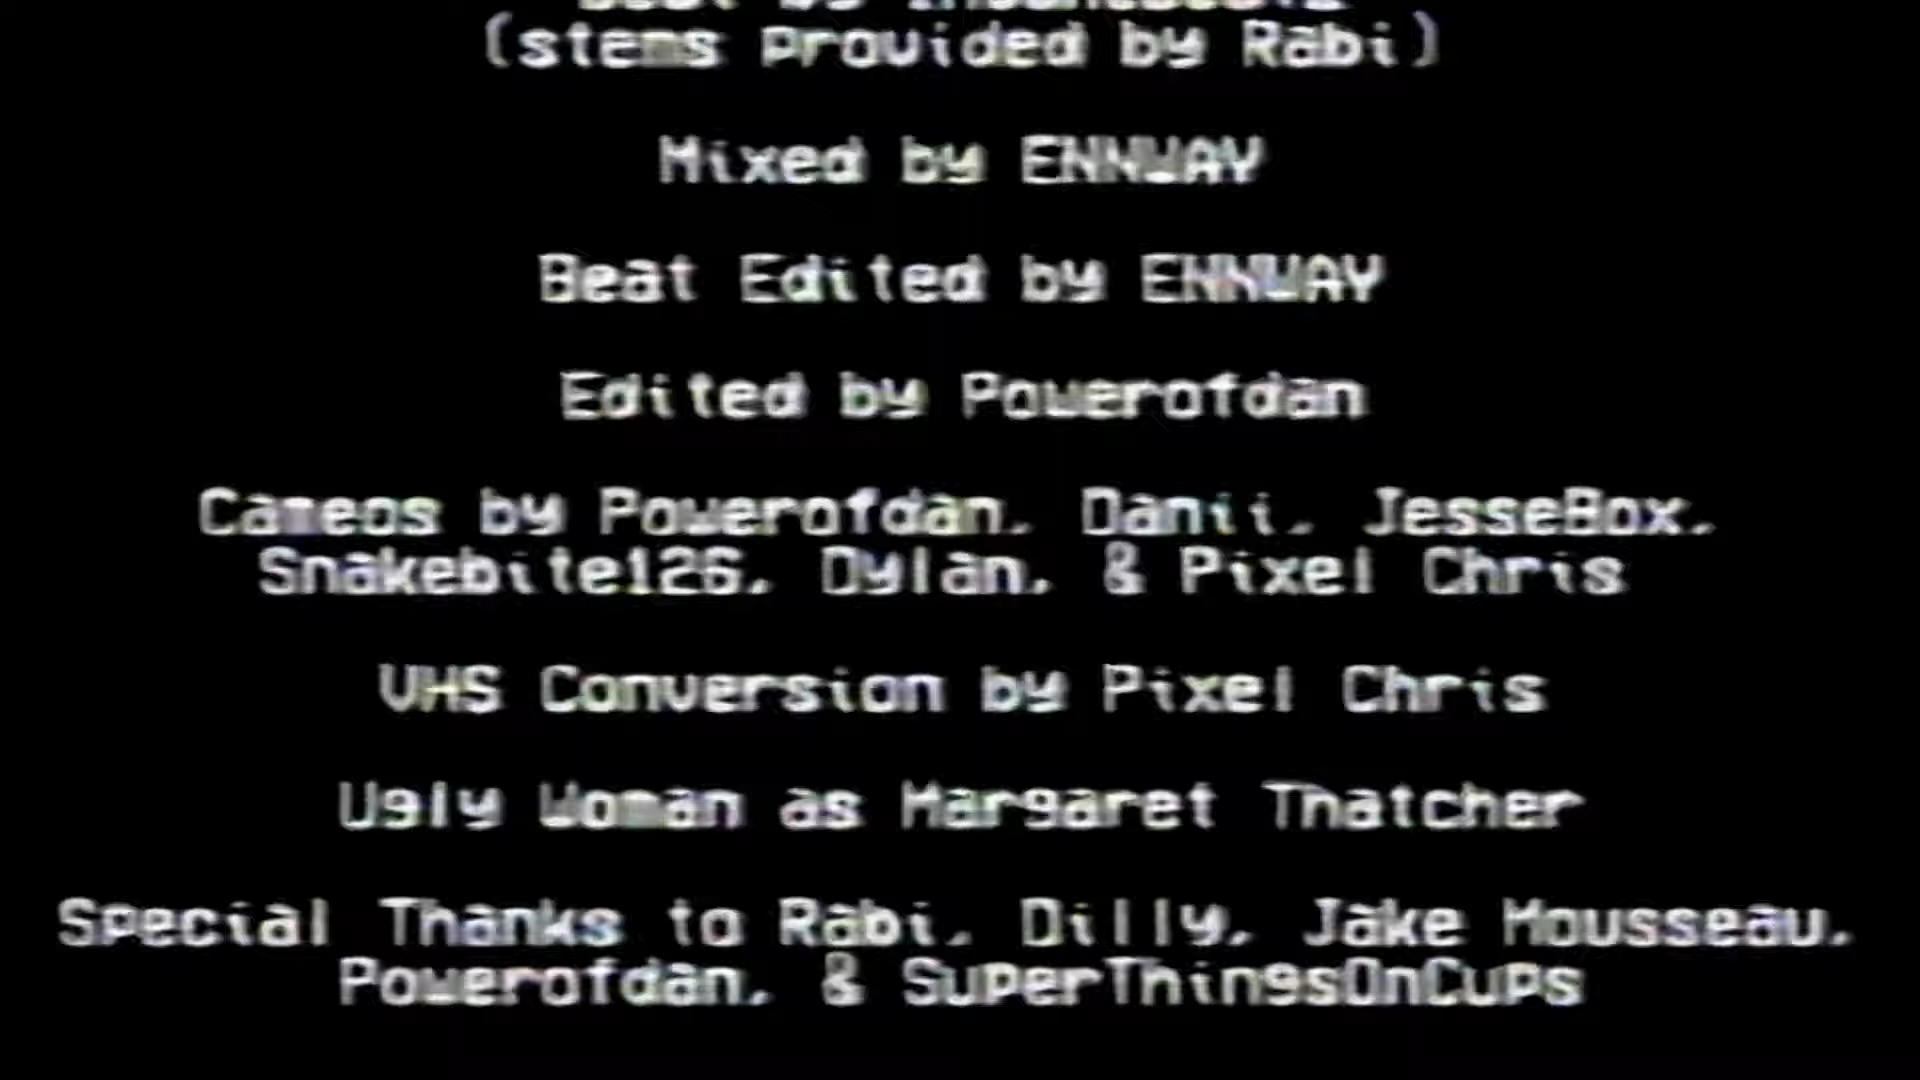 (stems provided by Rabi)
Mixed by ENNWAY
Beat Edited by ENNWAY
Edited by Powerofdan
Cameos by Powerofdan, Danii, JesseBox,
Snakebite126, Dylan, & Pixel Chris
VHS Conversion by Pixel Chris
Ugly Woman as Margaret Thatcher
Special Thanks to Rabi, Dilly, Jake Mousseau,
Powerofdan, & SuperThingsOnCups